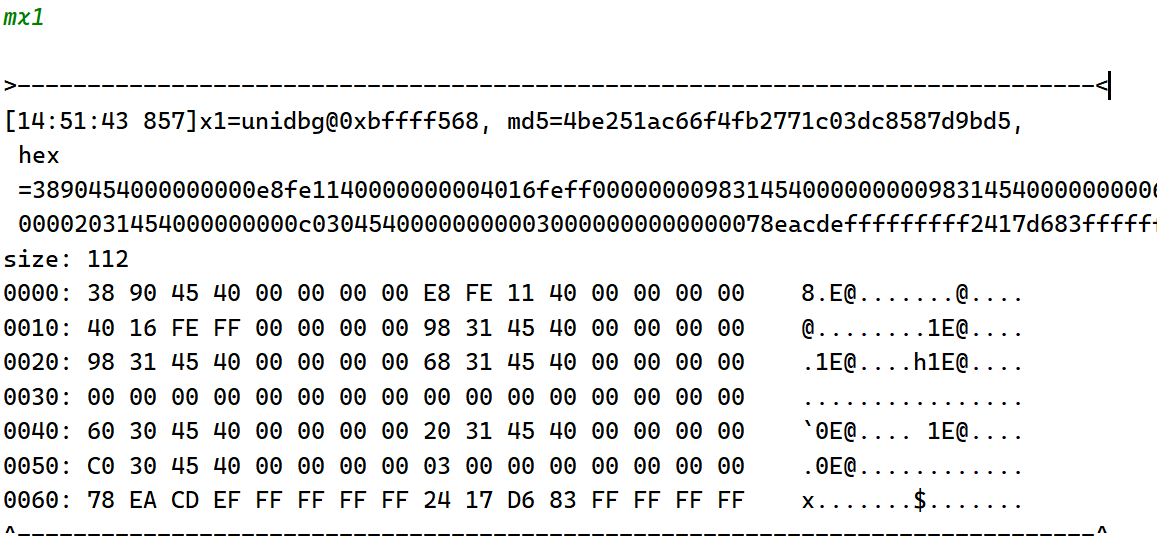 mx1
>-----------------------------------------------------------------------------<
[14:51:43 857]x1=unidbg@0xbffff568, md5=4be251ac66f4fb2771c03dc8587d9bd5,
hex
=3890454000000000e8fe1140000000004016feff00000000983145400000000098314540000000006
00002031454000000000c030454000000000030000000000000078eacdefffffffff2417d683ffffff
size: 112
0000: 38 90 45 40 00 00 00 00 E8 FE 11 40 00 00 00 00    8.E@.......@....
0010: 40 16 FE FF 00 00 00 00 98 31 45 40 00 00 00 00    @........1E@....
0020: 98 31 45 40 00 00 00 00 68 31 45 40 00 00 00 00    .1E@....h1E@....
0030: 00 00 00 00 00 00 00 00 00 00 00 00 00 00 00 00    ................
0040: 60 30 45 40 00 00 00 00 20 31 45 40 00 00 00 00    `0E@.... 1E@....
0050: C0 30 45 40 00 00 00 00 03 00 00 00 00 00 00 00    .0E@............
0060: 78 EA CD EF FF FF FF FF 24 17 D6 83 FF FF FF FF    x.......$.......
^-----------------------------------------------------------------------------^